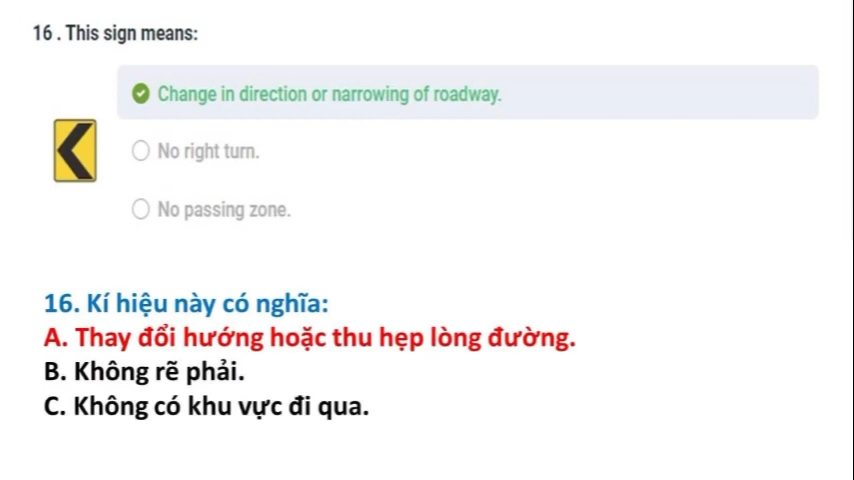 16 . This sign means:
Change in direction or narrowing of roadway.
No right turn.
No passing zone.
16. Kí hiệu này có nghĩa:
A. Thay đổi hướng hoặc thu hẹp lòng đường.
B. Không rẽ phải.
C. Không có khu vực đi qua.